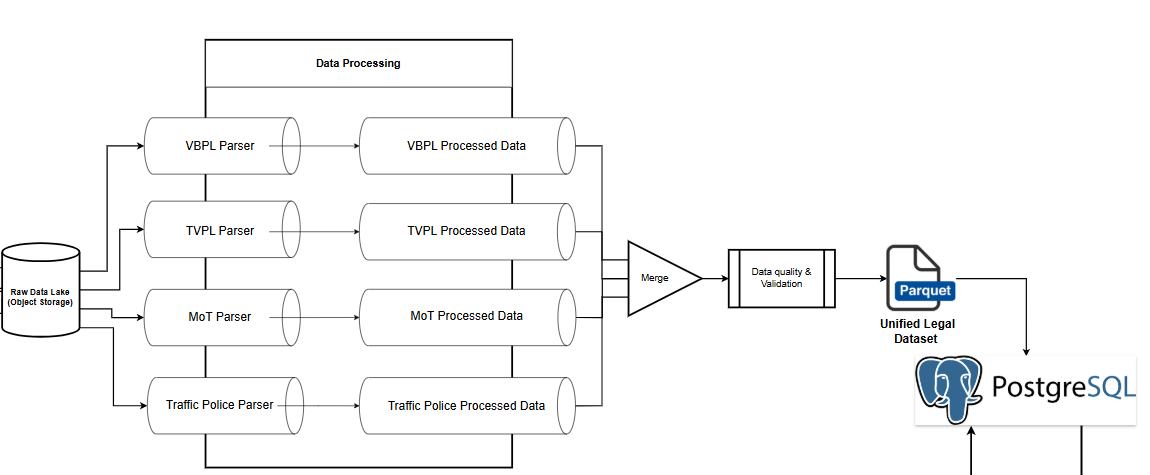 Data Processing
VBPL Parser
VBPL Processed Data
TVPL Parser
TVPL Processed Data
Raw Data Lake
(Object Storage)
Merge
Data quality &
Validation
Parquet
Unified Legal
Dataset
MoT Parser
MoT Processed Data
PostgreSQL
Traffic Police Parser
Traffic Police Processed Data